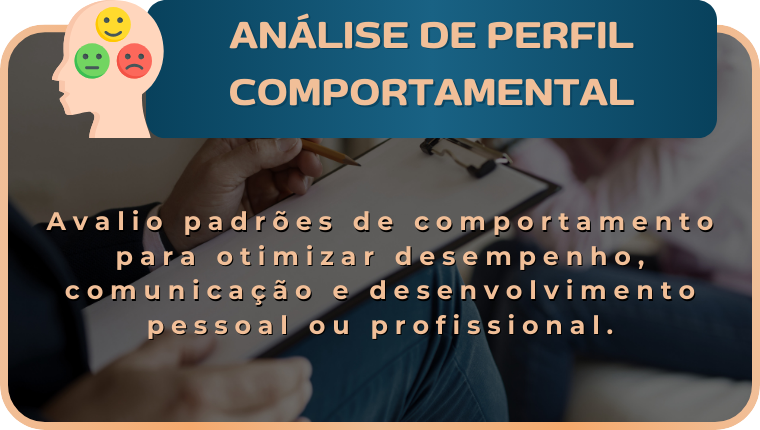 ANÁLISE DE PERFIL
COMPORTAMENTAL
Avalio padrões de comportamento
para otimizar desempenho,
comunicação e desenvolvimento
pessoal ou profissional.